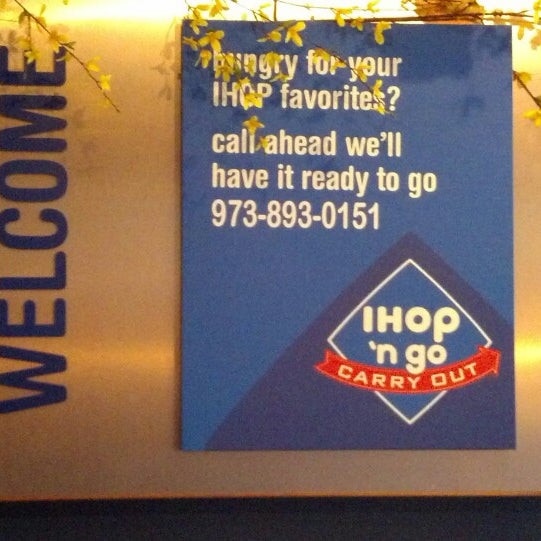 WELCOME
hungry for your
IHOP favorites?
call ahead we'll
have it ready to go
973-893-0151
IHOP
'n go
CARRY OUT